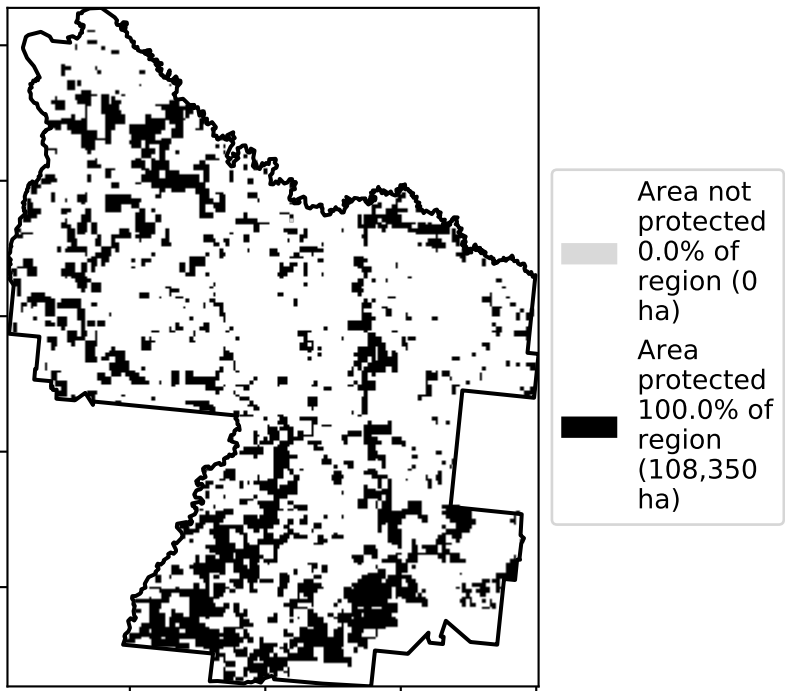 Area not
protected
0.0% of
region (0
ha)
Area
protected
100.0% of
region
(108,350
ha)